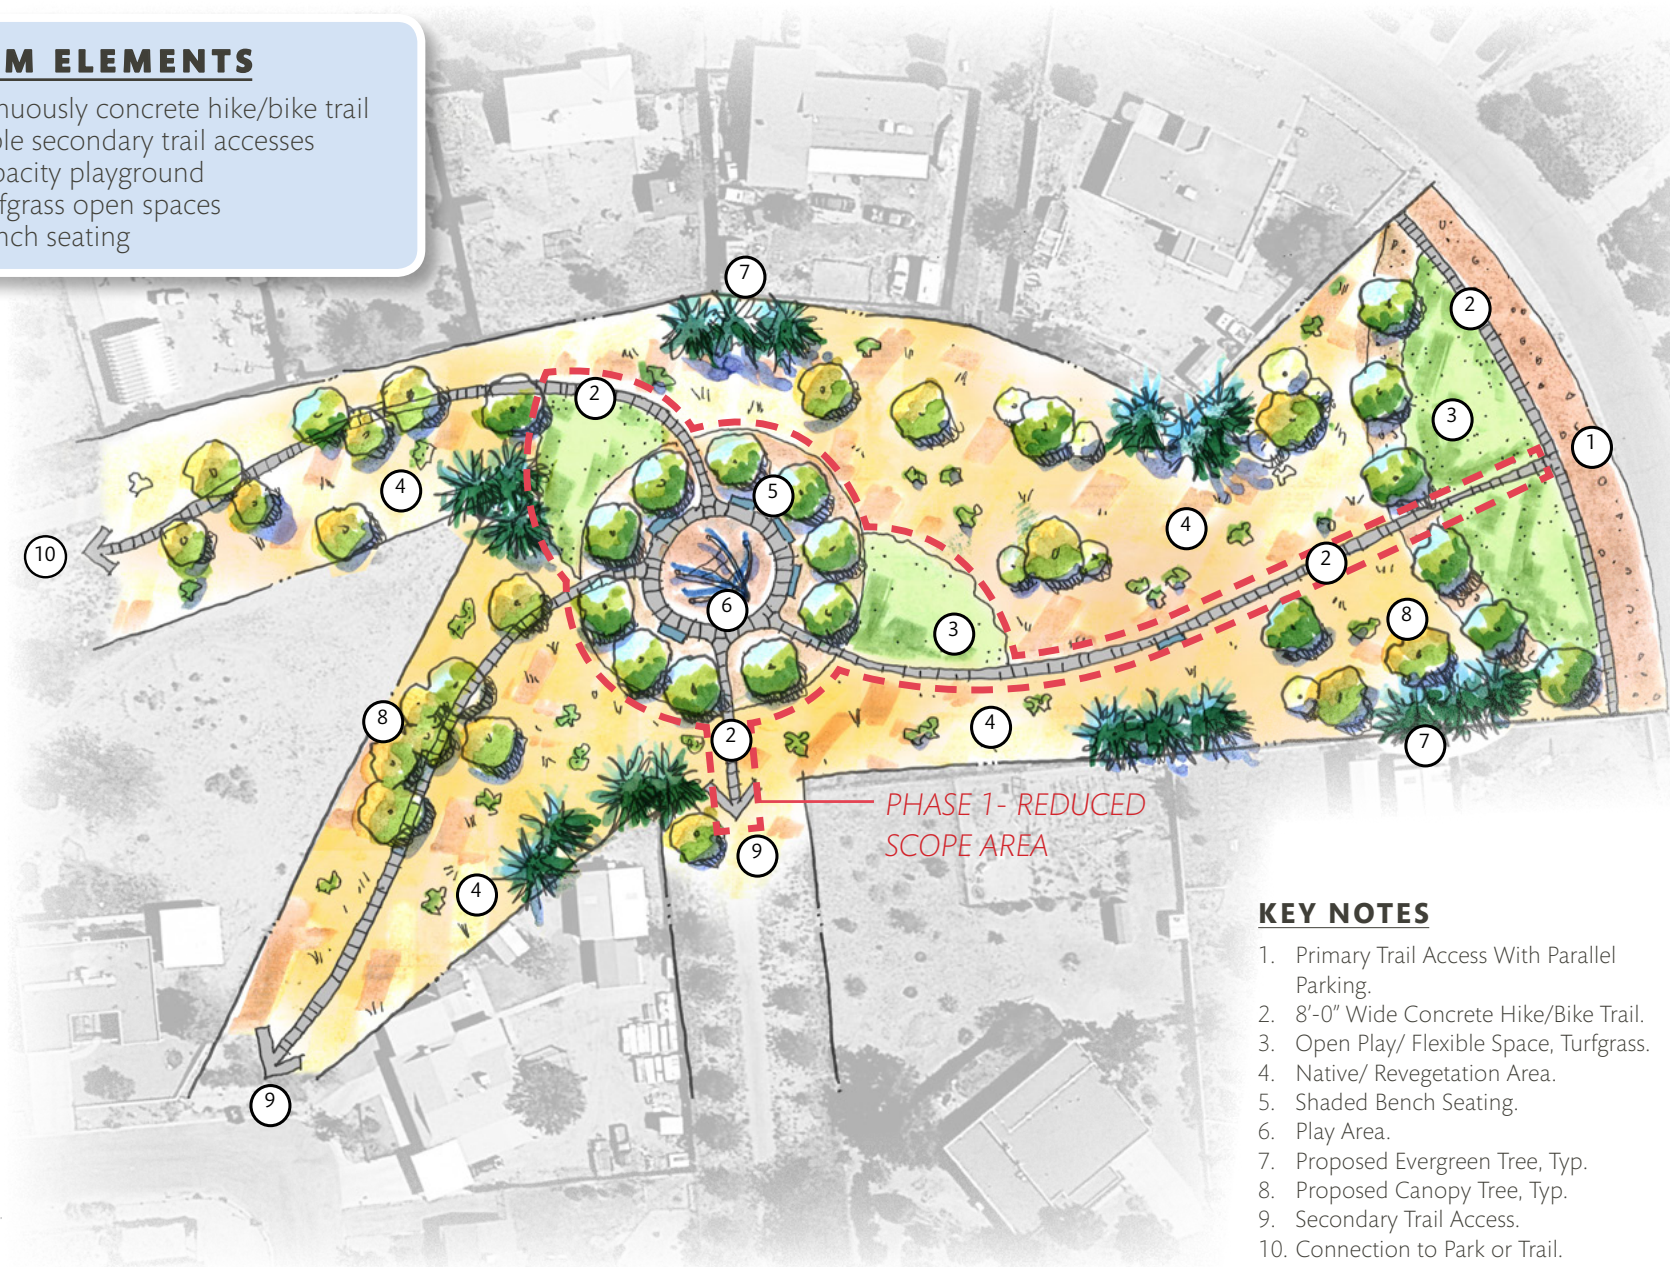 M ELEMENTS
nuously concrete hike/bike trail
ple secondary trail accesses
pacity playground
fgrass open spaces
nch seating
7
2
2
3
1
5
4
10
4
2
6
8
3
8
2
4
7
PHASE 1- REDUCED
SCOPE AREA
9
4
9
KEY NOTES
1. Primary Trail Access With Parallel
Parking.
2. 8'-0" Wide Concrete Hike/Bike Trail.
3. Open Play/ Flexible Space, Turfgrass.
4. Native/ Revegetation Area.
5. Shaded Bench Seating.
6. Play Area.
7. Proposed Evergreen Tree, Typ.
8. Proposed Canopy Tree, Typ.
9. Secondary Trail Access.
10. Connection to Park or Trail.